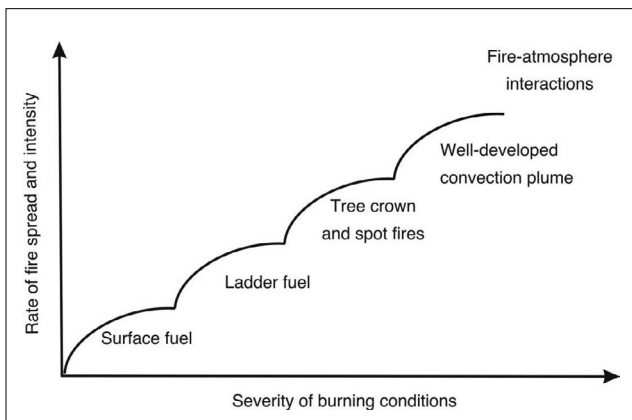 Fire-atmosphere
interactions
Well-developed
convection plume
Tree crown
and spot fires
Ladder fuel
Surface fuel
Rate of fire spread and intensity
Severity of burning conditions